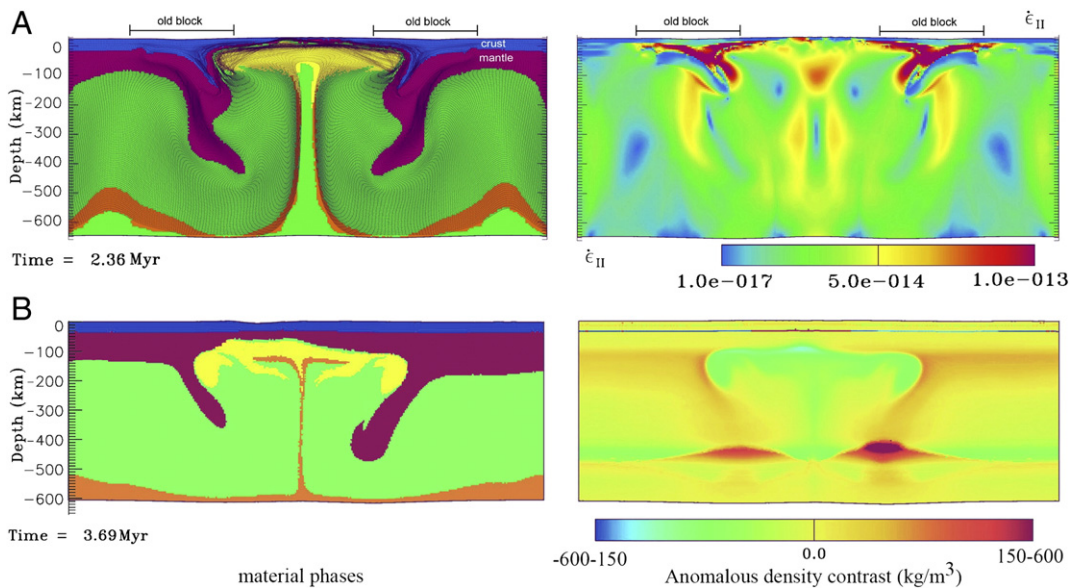 A
old block
old block
old block
old block
ε̇II
crust
mantle
Depth (km)
0
−100
−200
−300
−400
−500
−600
Time = 2.36 Myr
ε̇II
1.0e−017
5.0e−014
1.0e−013
B
Depth (km)
0
−100
−200
−300
−400
−500
−600
Time = 3.69 Myr
material phases
-600-150
0.0
150-600
Anomalous density contrast (kg/m³)